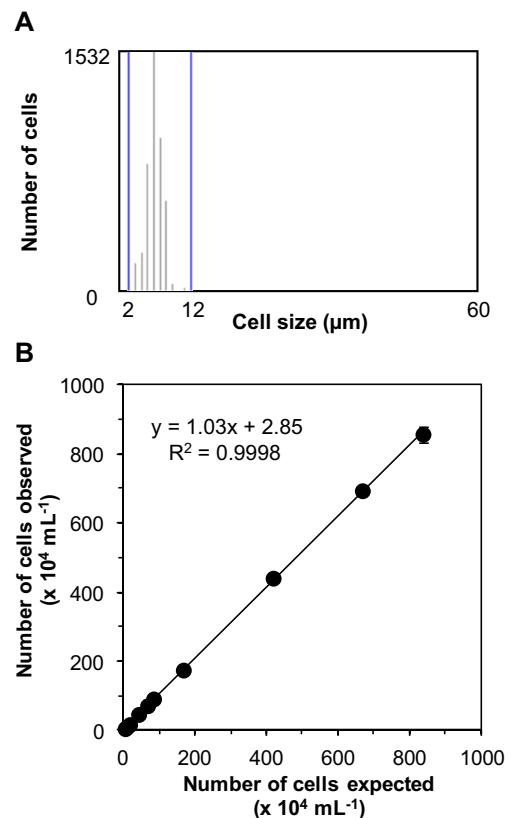 A
1532
Number of cells
0
2
12
60
Cell size (µm)
B
1000
800
600
400
200
0
y = 1.03x + 2.85
R² = 0.9998
Number of cells observed
(x 10⁴ mL⁻¹)
0
200
400
600
800
1000
Number of cells expected
(x 10⁴ mL⁻¹)